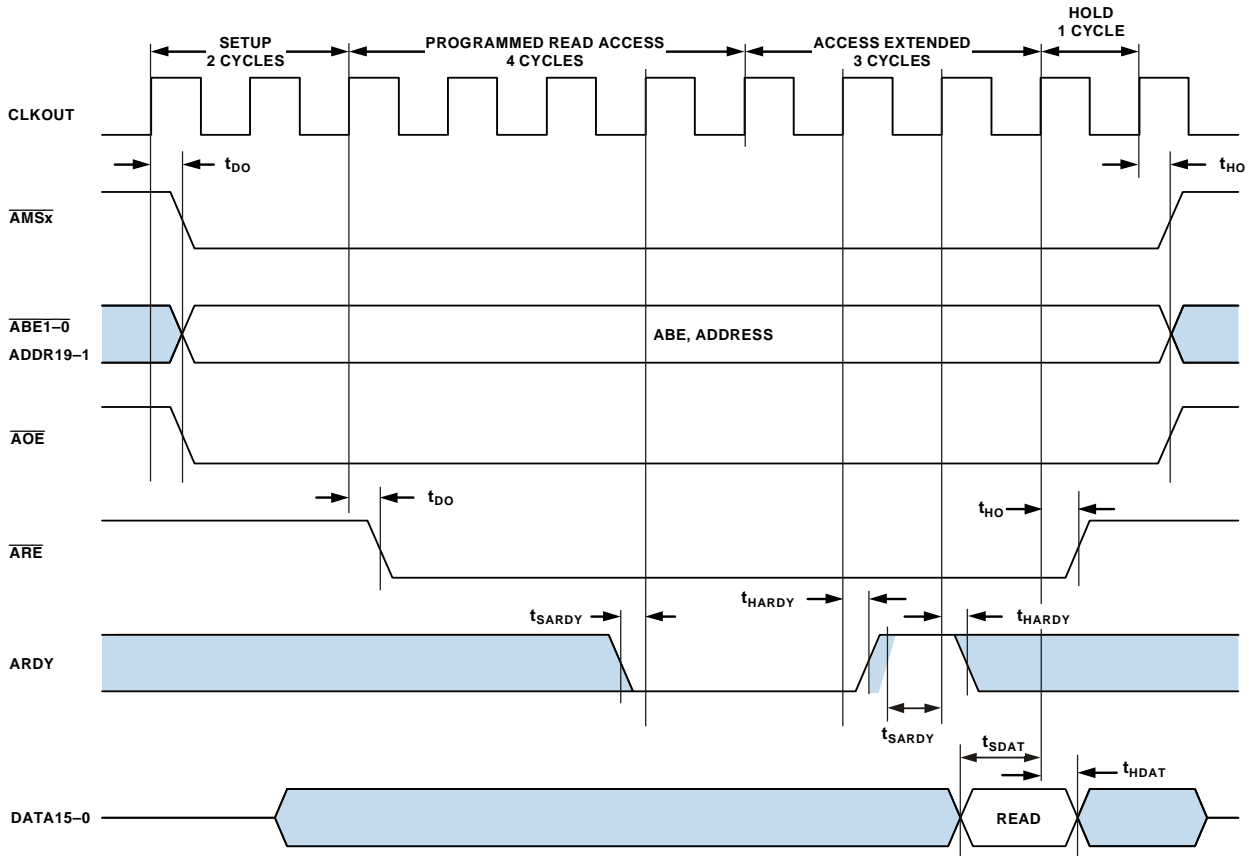 HOLD
1 CYCLE
SETUP
2 CYCLES
PROGRAMMED READ ACCESS
4 CYCLES
ACCESS EXTENDED
3 CYCLES
CLKOUT
tDO
tHO
AMSx
ABE1–0
ADDR19–1
ABE, ADDRESS
AOE
tDO
tHO
ARE
tSARDY
tHARDY
tHARDY
ARDY
tSARDY
tSDAT
tHDAT
DATA15–0
READ